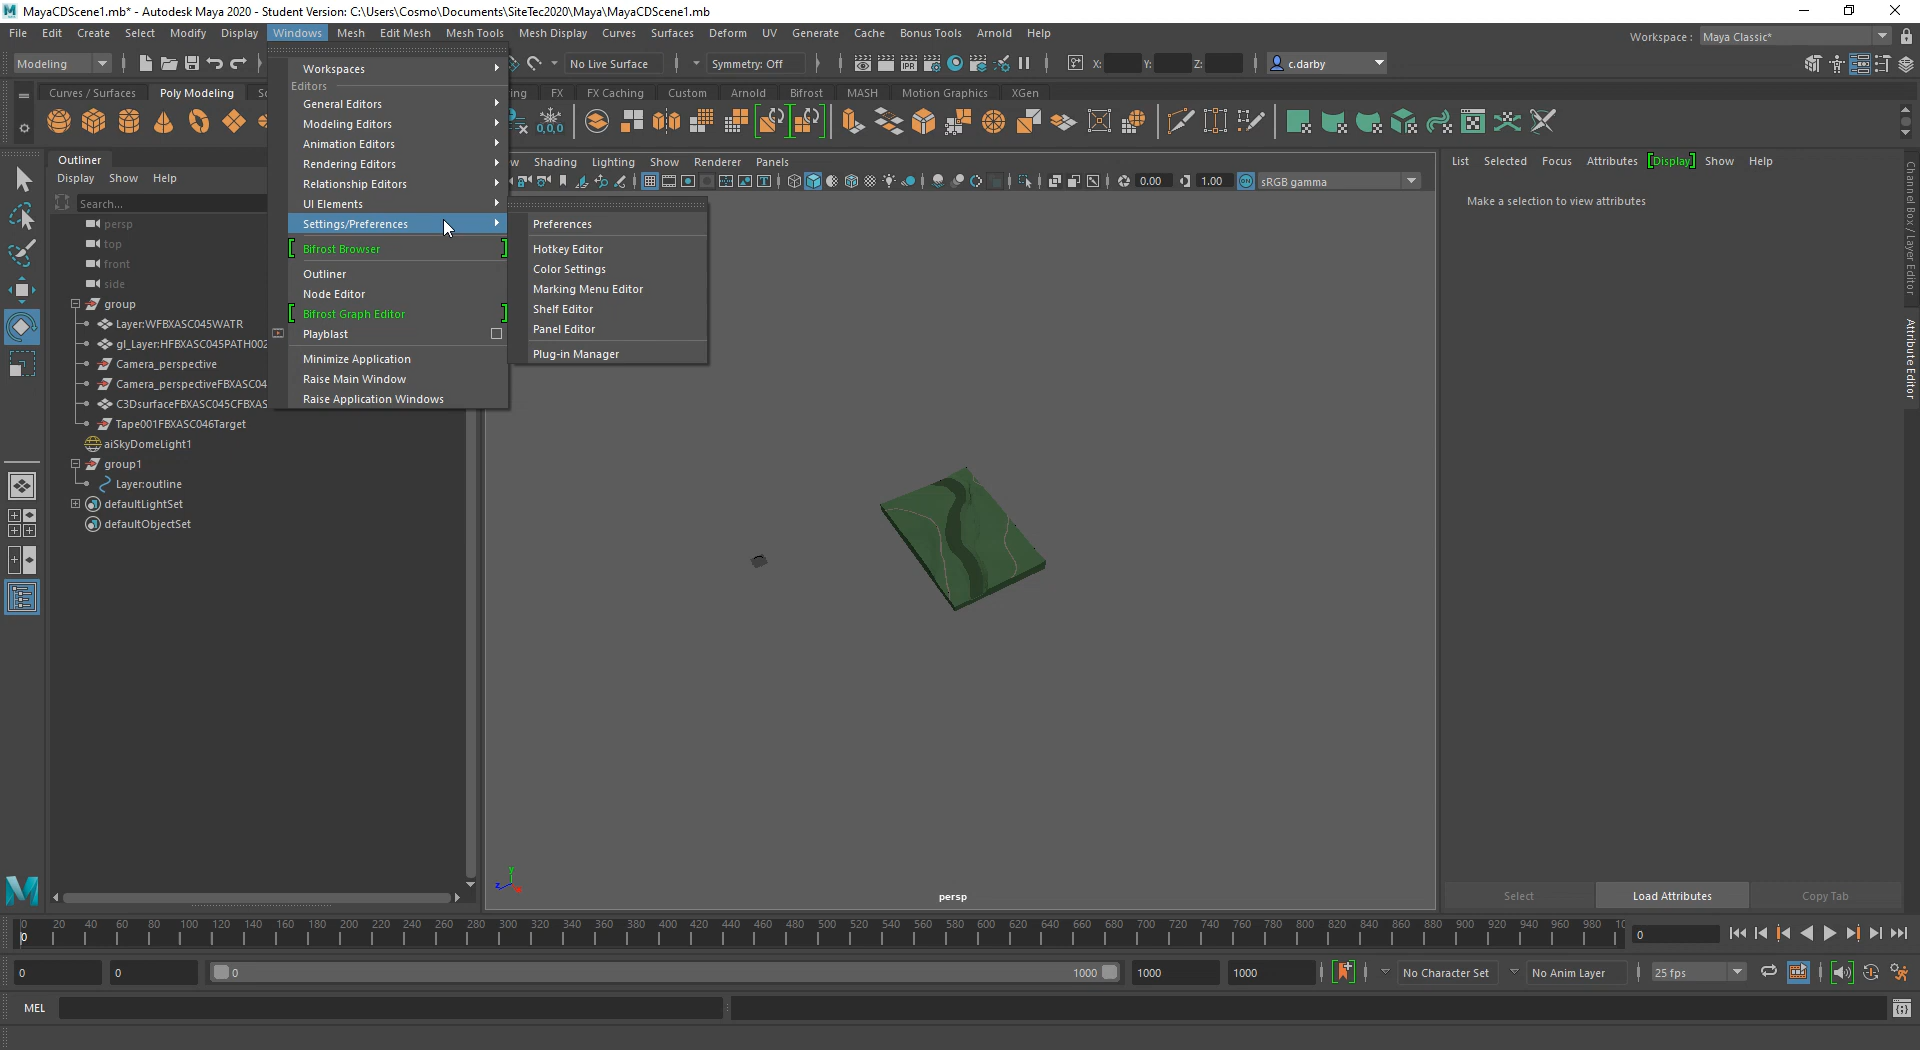 MayaCDScene1.mb* - Autodesk Maya 2020 - Student Version: C:\Users\Cosmo\Documents\SiteTec2020\Maya\MayaCDScene1.mb
File Edit Create Select Modify Display Windows Mesh Edit Mesh Mesh Tools Mesh Display Curves Surfaces Deform UV Generate Cache Bonus Tools Arnold Help
Workspace : Maya Classic*
Modeling
No Live Surface
Symmetry: Off
X: Y: Z:
c.darby
Curves / Surfaces Poly Modeling
FX FX Caching Custom Arnold Bifrost MASH Motion Graphics XGen
0,0,0
IPR
Outliner
Display Show Help
Search...
persp
top
front
side
group
Layer:WFBXASC045WATR
gl_Layer:HFBXASC045PATH002
Camera_perspective
Camera_perspectiveFBXASC04
C3DsurfaceFBXASC045CFBXAS
Tape001FBXASC046Target
aiSkyDomeLight1
group1
Layer:outline
defaultLightSet
defaultObjectSet
Workspaces
Editors
General Editors
Modeling Editors
Animation Editors
Rendering Editors
Relationship Editors
UI Elements
Settings/Preferences
Bifrost Browser
Outliner
Node Editor
Bifrost Graph Editor
Playblast
Minimize Application
Raise Main Window
Raise Application Windows
Preferences
Hotkey Editor
Color Settings
Marking Menu Editor
Shelf Editor
Panel Editor
Plug-in Manager
Shading Lighting Show Renderer Panels
0.00
1.00
ON
sRGB gamma
y
z
persp
List Selected Focus Attributes Display Show Help
Make a selection to view attributes
Select
Load Attributes
Copy Tab
Channel Box / Layer Editor
Attribute Editor
0 20 40 60 80 100 120 140 160 180 200 220 240 260 280 300 320 340 360 380 400 420 440 460 480 500 520 540 560 580 600 620 640 660 680 700 720 740 760 780 800 820 840 860 880 900 920 940 960 980
0
0
0
0
0
1000
1000
1000
No Character Set
No Anim Layer
25 fps
MEL